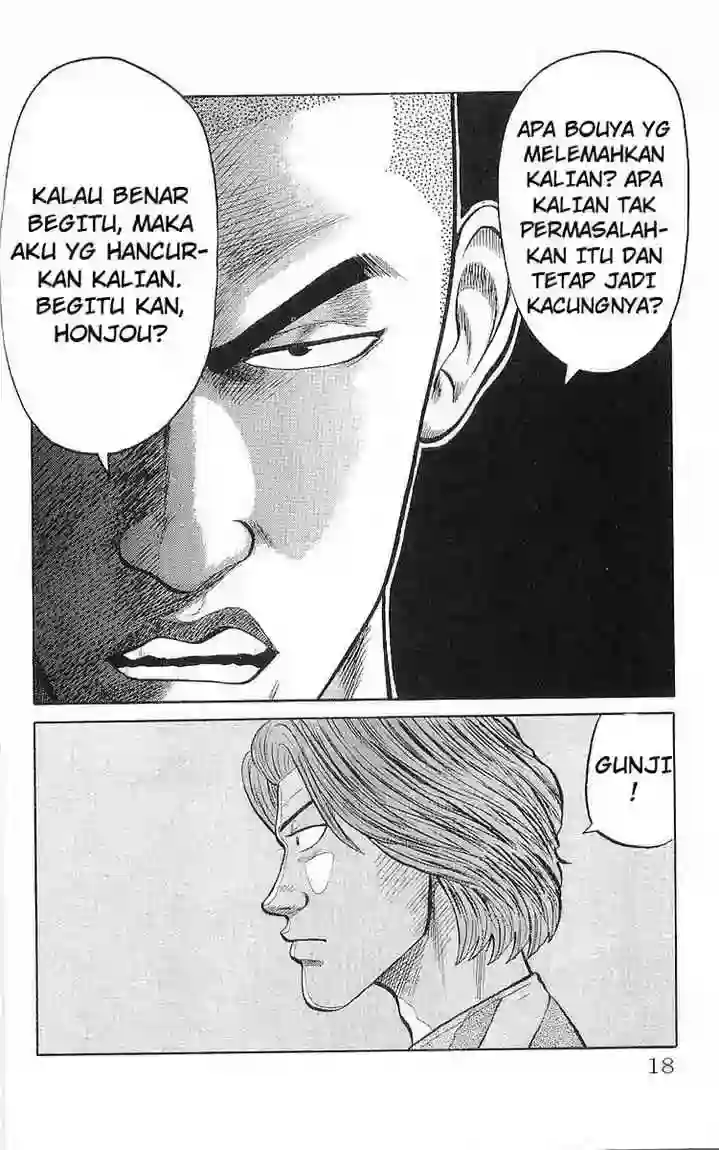 APA BOUYA YG
MELEMAHKAN
KALIAN? APA
KALIAN TAK
PERMASALAH-
KAN ITU DAN
TETAP JADI
KACUNGNYA?
KALAU BENAR
BEGITU, MAKA
AKU YG HANCUR-
KAN KALIAN.
BEGITU KAN,
HONJOU?
GUNJI
!
18